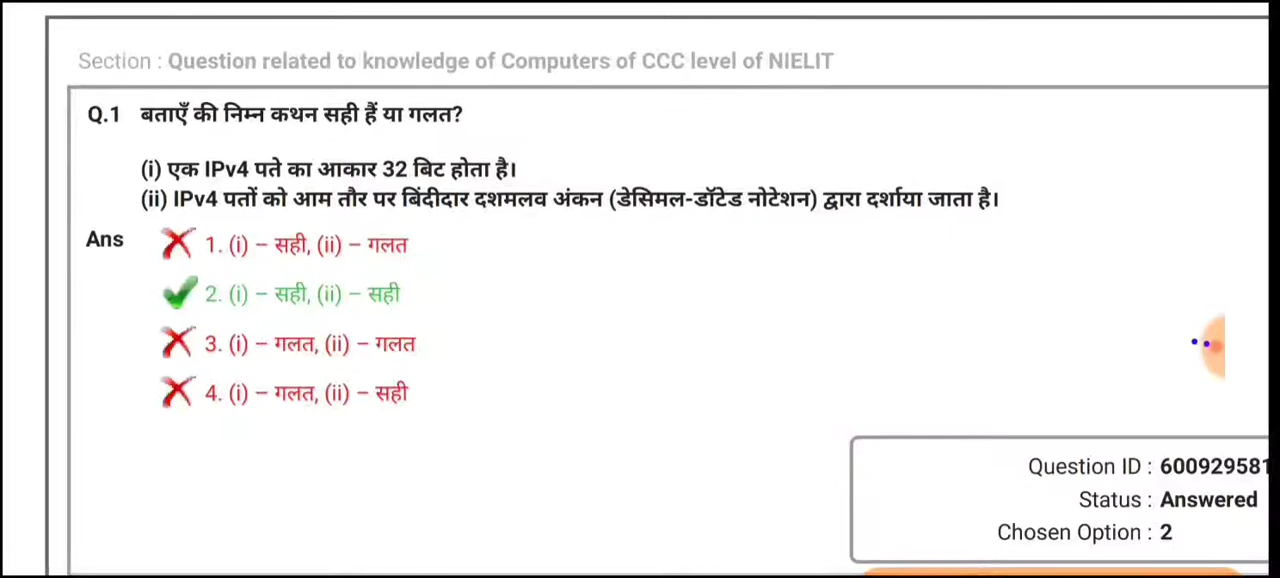 Section : Question related to knowledge of Computers of CCC level of NIELIT
Q.1 बताएँ की निम्न कथन सही हैं या गलत?
(i) एक IPv4 पते का आकार 32 बिट होता है।
(ii) IPv4 पतों को आम तौर पर बिंदीदार दशमलव अंकन (डेसिमल-डॉटेड नोटेशन) द्वारा दर्शाया जाता है।
Ans 1. (i) – सही, (ii) – गलत
2. (i) – सही, (ii) – सही
3. (i) – गलत, (ii) – गलत
4. (i) – गलत, (ii) – सही
Question ID : 600929581
Status : Answered
Chosen Option : 2